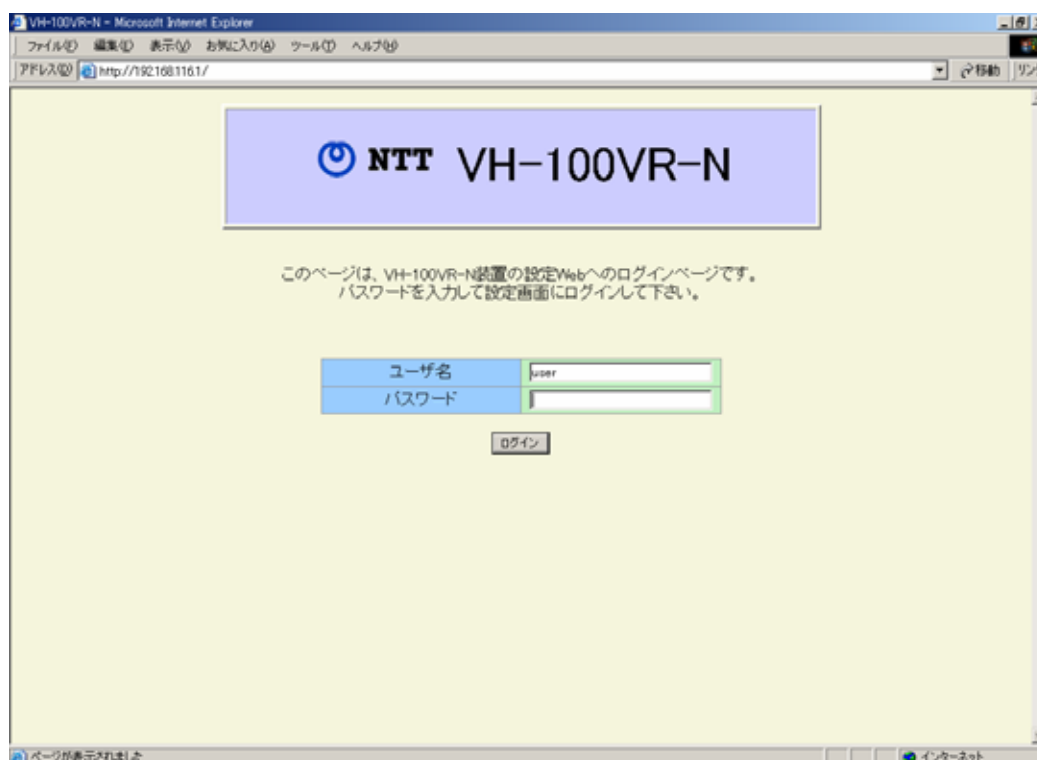 VH-100VR-N - Microsoft Internet Explorer
ファイル(F) 編集(E) 表示(V) お気に入り(A) ツール(T) ヘルプ(H)
アドレス(D) http://192.168.116.1/ 移動 リン
NTT VH-100VR-N
このページは、VH-100VR-N装置の設定Webへのログインページです。
パスワードを入力して設定画面にログインして下さい。
ユーザ名 user
パスワード
ログイン
ページが表示されました インターネット